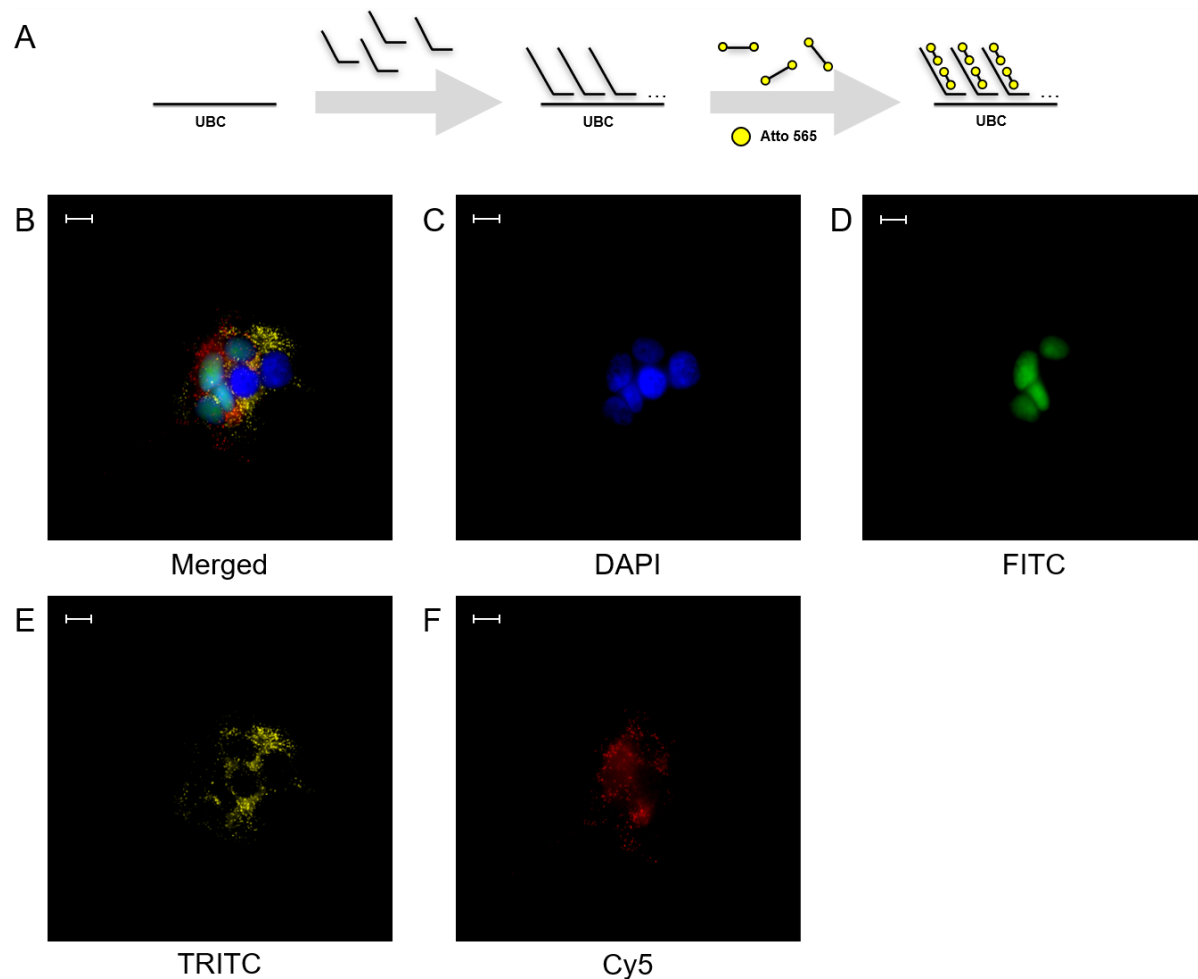 A
UBC
UBC
...
Atto 565
UBC
...
B
C
D
Merged
DAPI
FITC
E
F
TRITC
Cy5